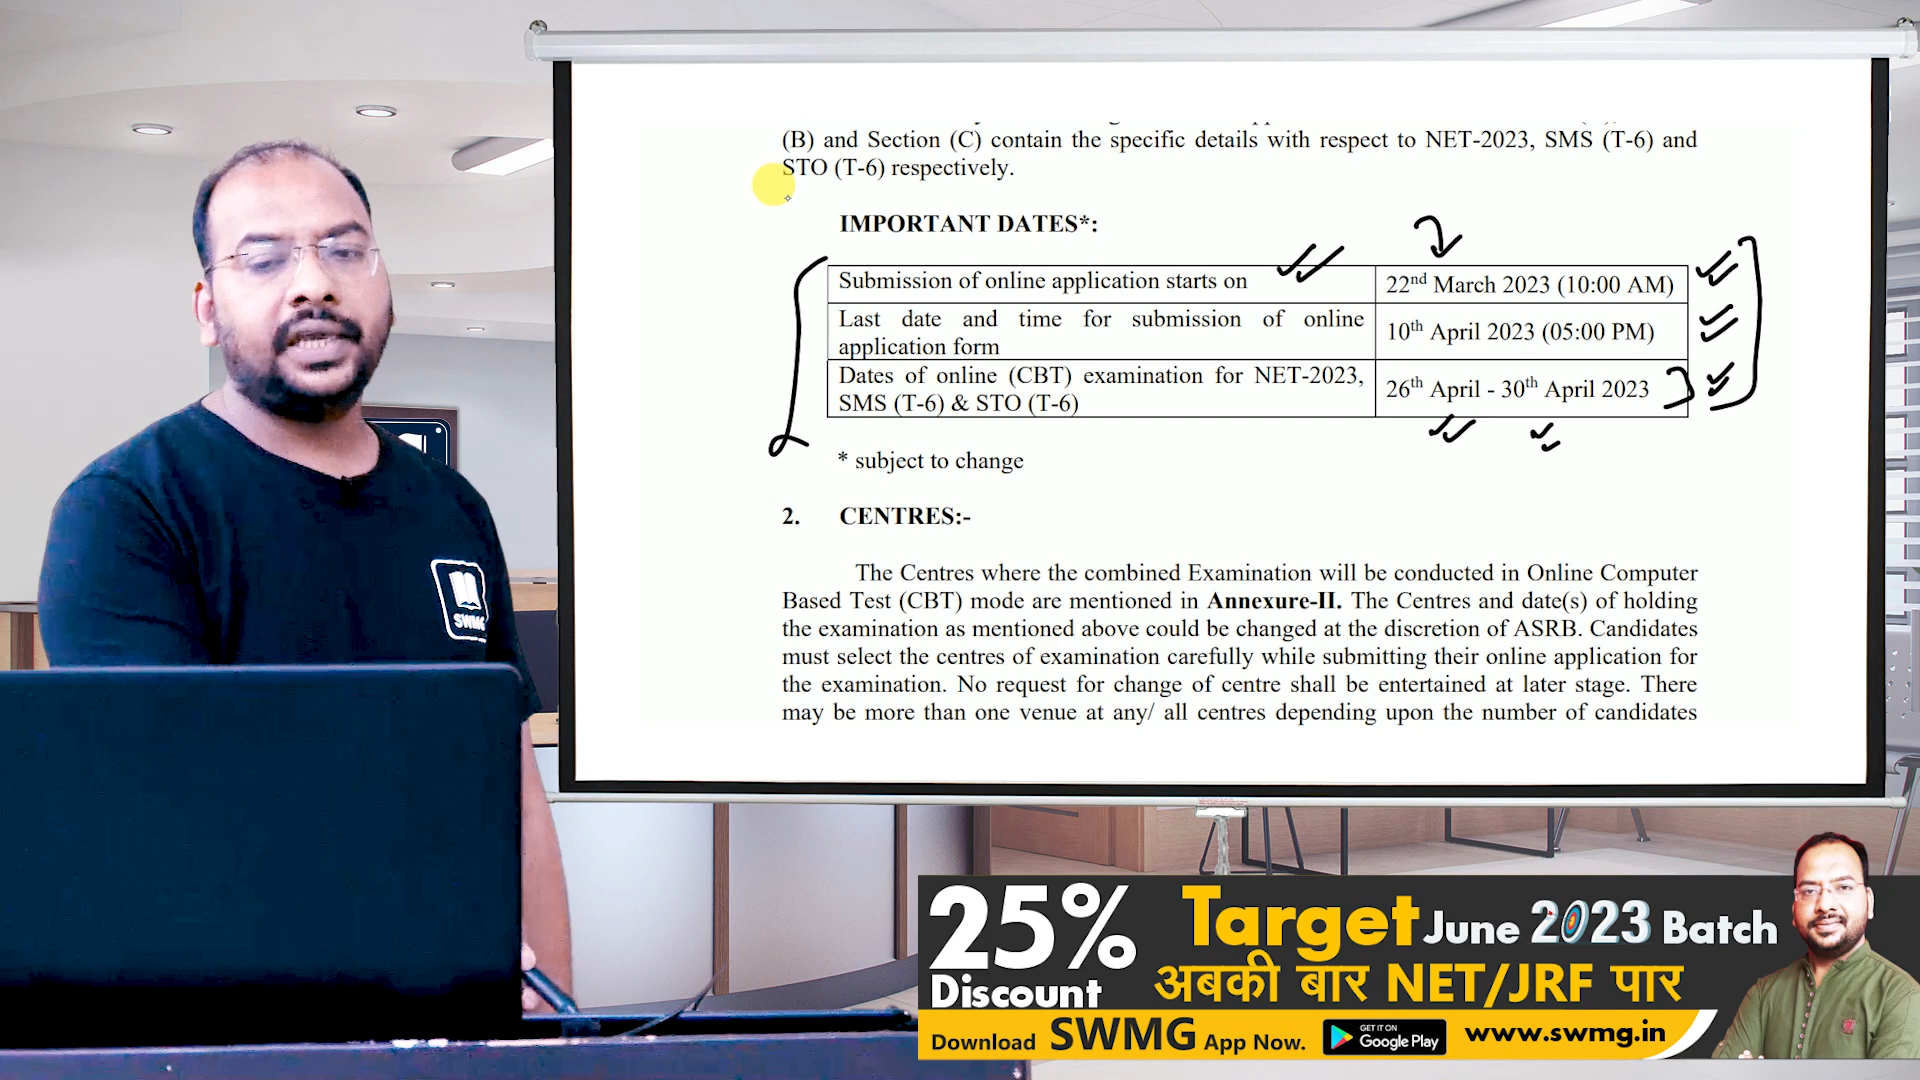 (B) and Section (C) contain the specific details with respect to NET-2023, SMS (T-6) and
STO (T-6) respectively.
IMPORTANT DATES*:
Submission of online application starts on 22nd March 2023 (10:00 AM)
Last date and time for submission of online
application form
10th April 2023 (05:00 PM)
Dates of online (CBT) examination for NET-2023,
SMS (T-6) & STO (T-6)
26th April - 30th April 2023
* subject to change
2. CENTRES:-
The Centres where the combined Examination will be conducted in Online Computer
Based Test (CBT) mode are mentioned in Annexure-II. The Centres and date(s) of holding
the examination as mentioned above could be changed at the discretion of ASRB. Candidates
must select the centres of examination carefully while submitting their online application for
the examination. No request for change of centre shall be entertained at later stage. There
may be more than one venue at any/ all centres depending upon the number of candidates
SWMG
25%
Discount
Target June 2023 Batch
अबकी बार NET/JRF पार
Download SWMG App Now.
GET IT ON
Google Play
www.swmg.in